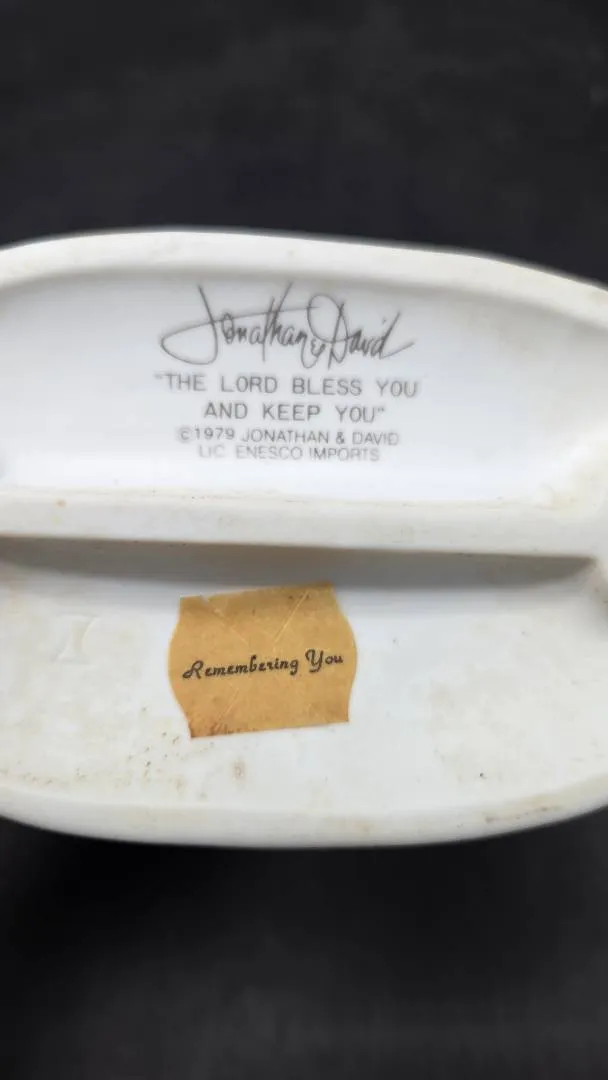 Jonathan & David
"THE LORD BLESS YOU
AND KEEP YOU"
©1979 JONATHAN & DAVID
LIC. ENESCO IMPORTS
Remembering You